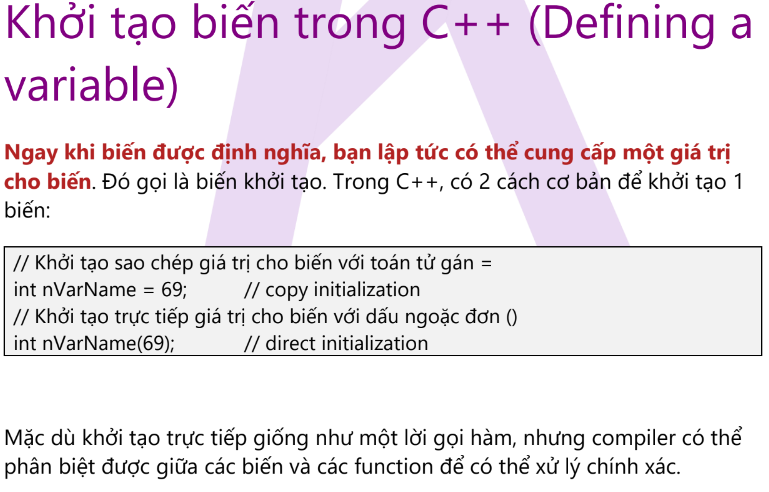 Khởi tạo biến trong C++ (Defining a
variable)
Ngay khi biến được định nghĩa, bạn lập tức có thể cung cấp một giá trị
cho biến. Đó gọi là biến khởi tạo. Trong C++, có 2 cách cơ bản để khởi tạo 1
biến:
// Khởi tạo sao chép giá trị cho biến với toán tử gán =
int nVarName = 69; // copy initialization
// Khởi tạo trực tiếp giá trị cho biến với dấu ngoặc đơn ()
int nVarName(69); // direct initialization
Mặc dù khởi tạo trực tiếp giống như một lời gọi hàm, nhưng compiler có thể
phân biệt được giữa các biến và các function để có thể xử lý chính xác.